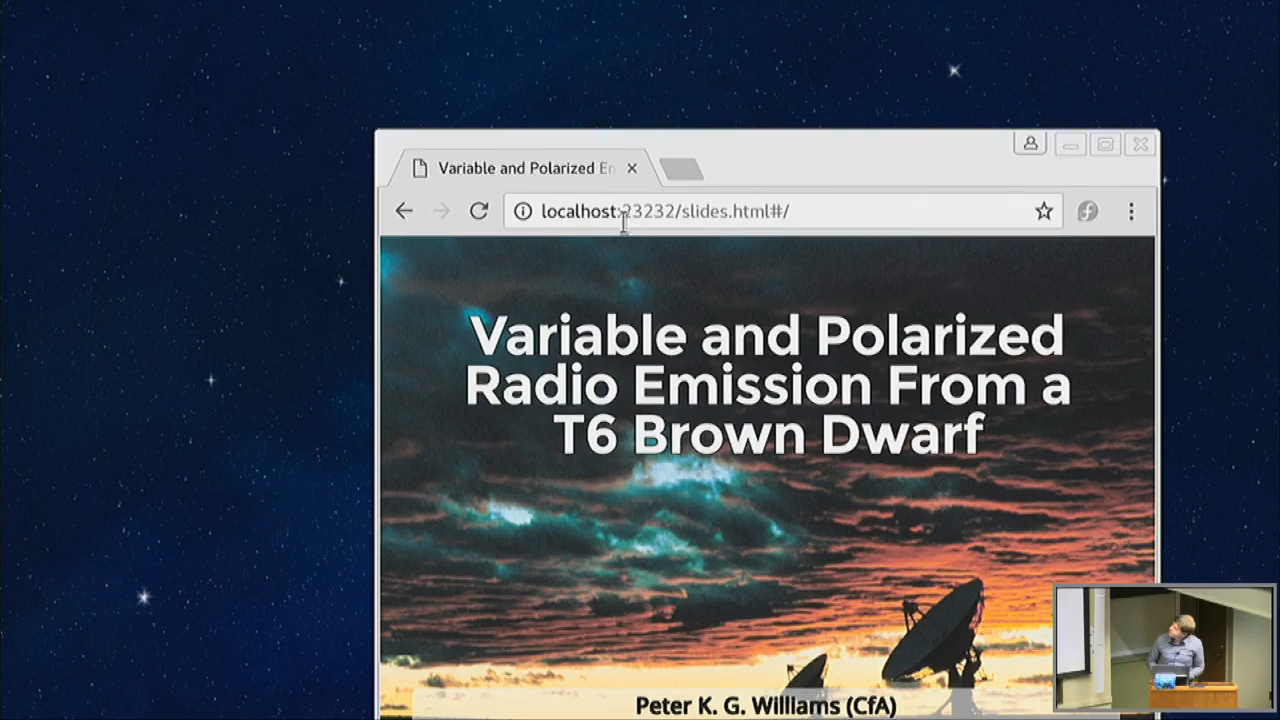 Variable and Polarized En
localhost:23232/slides.html#/
Variable and Polarized
Radio Emission From a
T6 Brown Dwarf
Peter K. G. Williams (CfA)